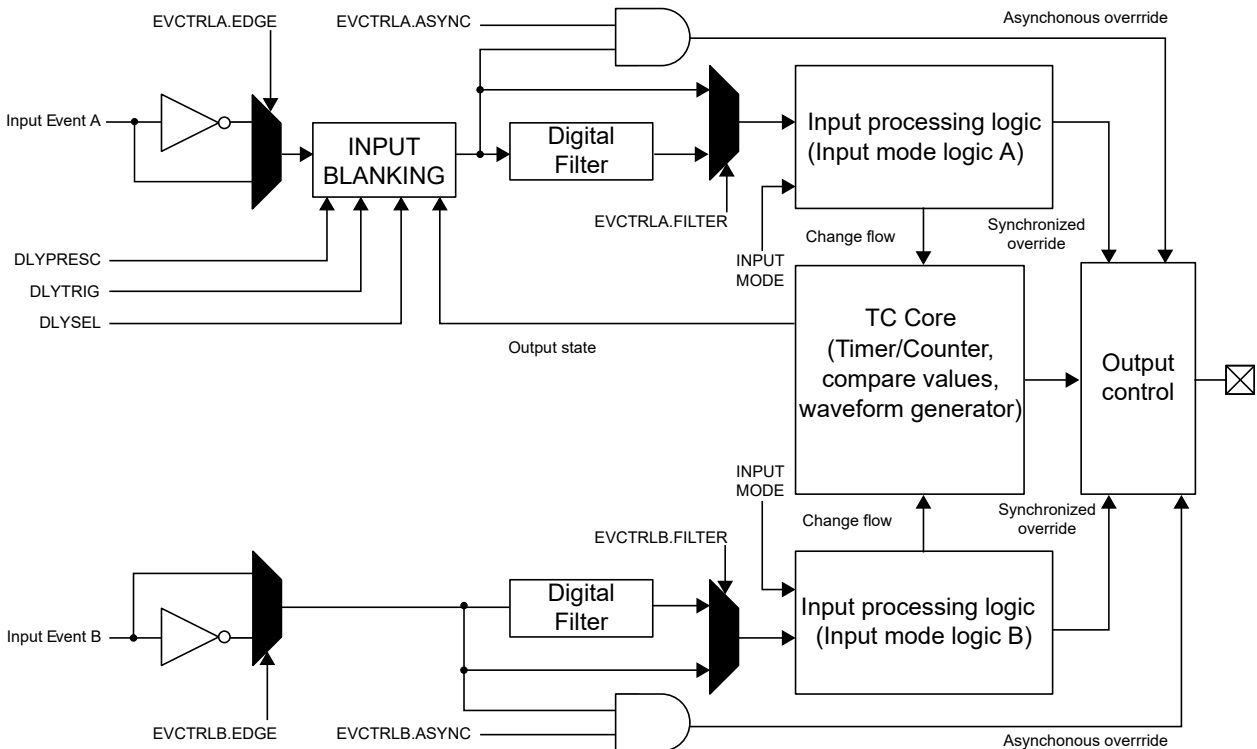 EVCTRLA.EDGE
EVCTRLA.ASYNC
Asynchonous overrride
Input Event A
INPUT
BLANKING
Digital
Filter
Input processing logic
(Input mode logic A)
EVCTRLA.FILTER
Change flow
Synchronized
override
INPUT
MODE
DLYPRESC
DLYTRIG
DLYSEL
Output state
TC Core
(Timer/Counter,
compare values,
waveform generator)
Output
control
INPUT
MODE
Change flow
Synchronized
override
EVCTRLB.FILTER
Input Event B
Digital
Filter
Input processing logic
(Input mode logic B)
EVCTRLB.EDGE
EVCTRLB.ASYNC
Asynchonous overrride